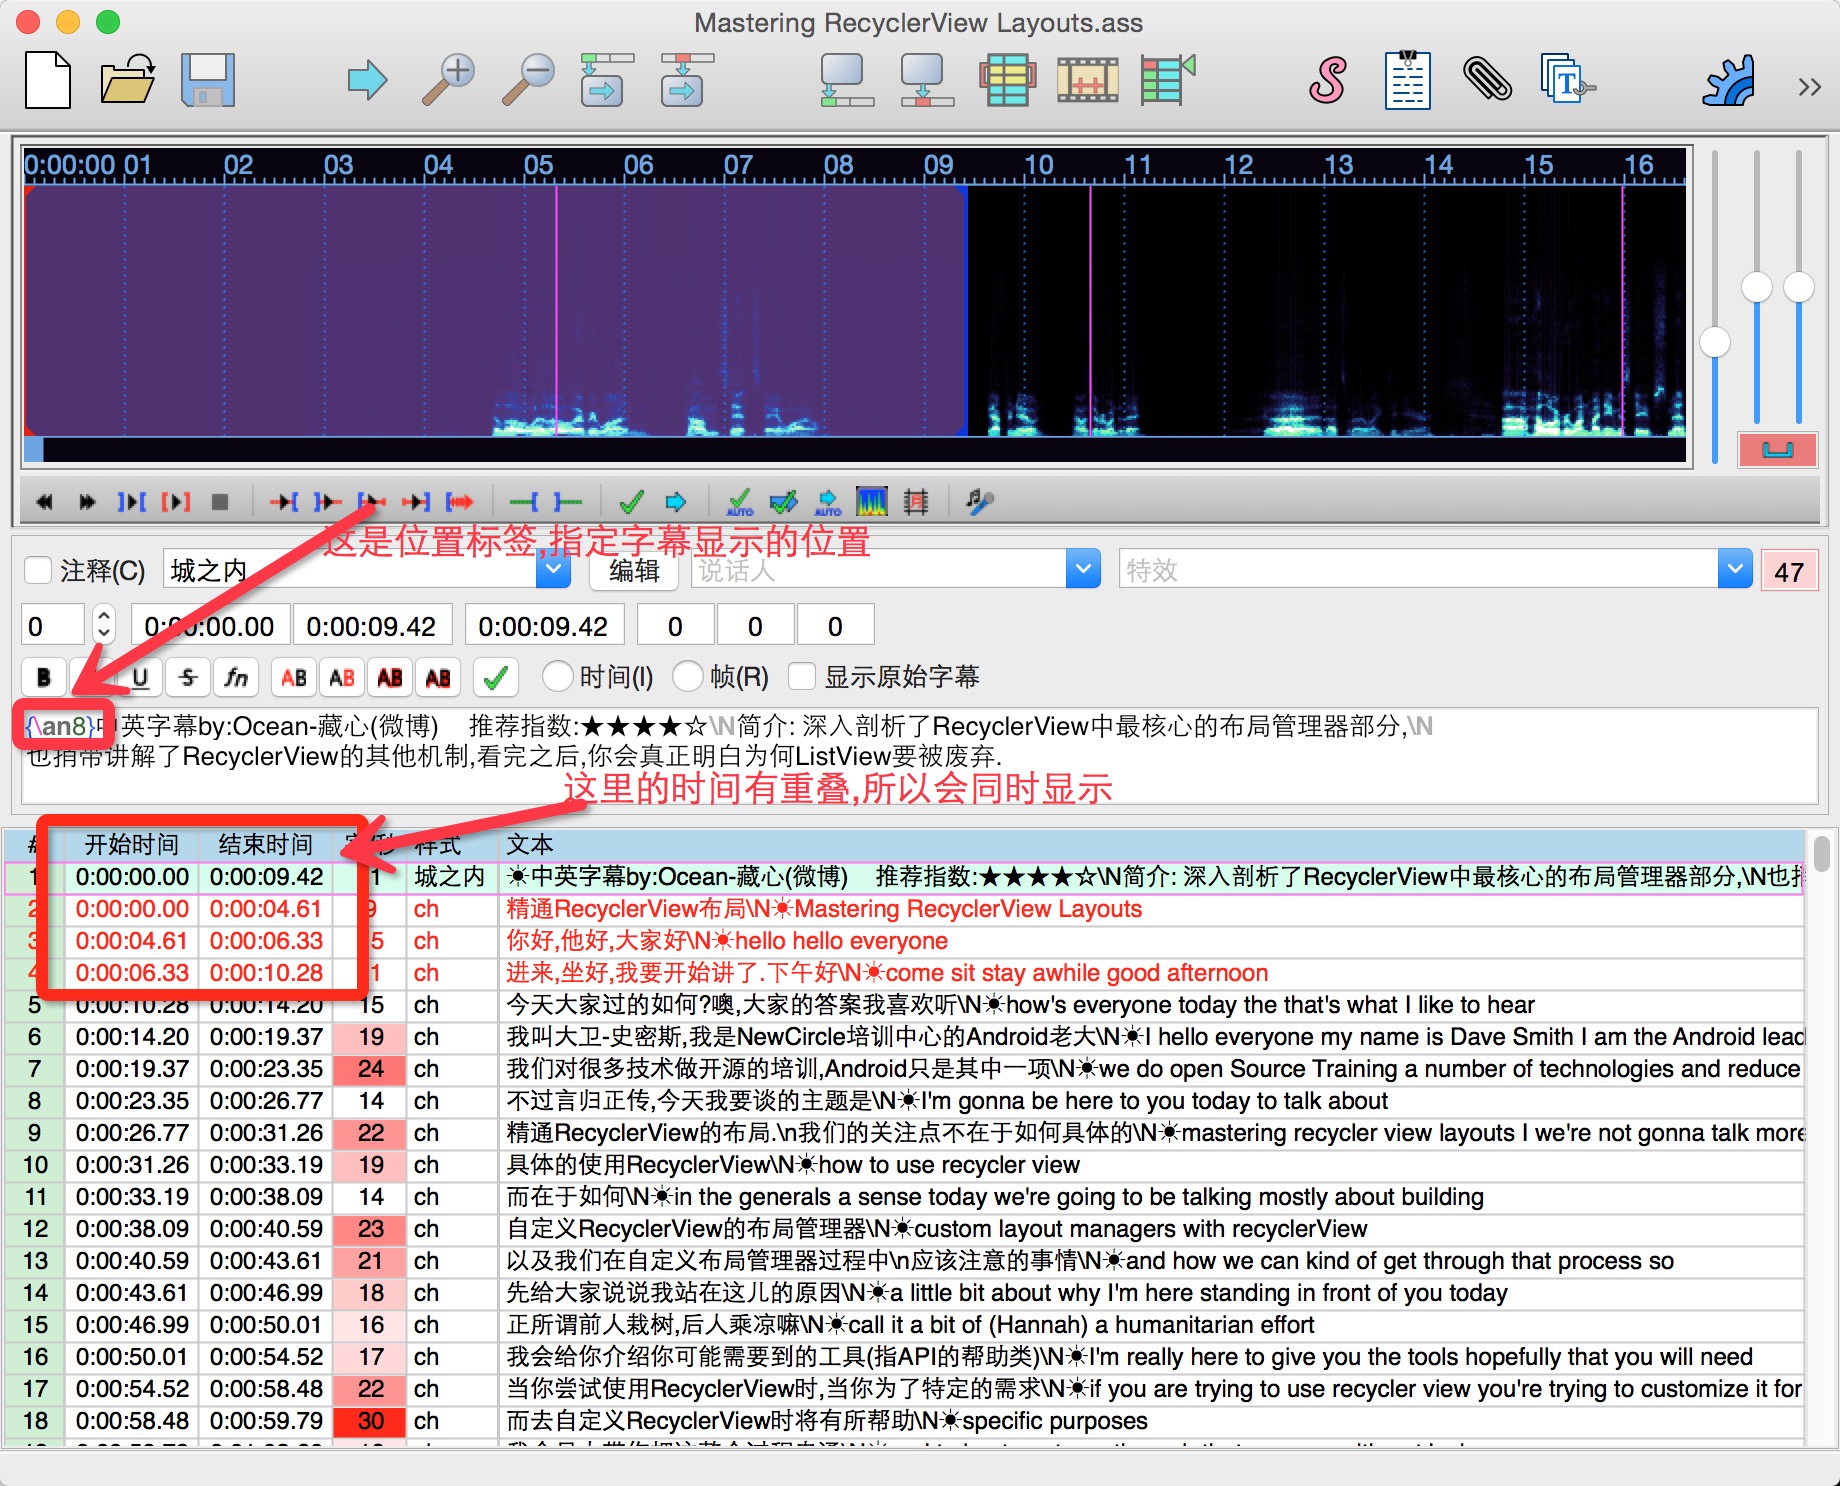 Mastering RecyclerView Layouts.ass
0:00:00 01 02 03 04 05 06 07 08 09 10 11 12 13 14 15 16
这是位置标签,指定字幕显示的位置
注释(C) 城之内 编辑 说话人 特效 47
0 0:00:00.00 0:00:09.42 0:00:09.42 0 0 0
B U S fn AB AB AB AB 时间(I) 帧(R) 显示原始字幕
{\an8}中英字幕by:Ocean-藏心(微博) 推荐指数:★★★★☆\N简介: 深入剖析了RecyclerView中最核心的布局管理器部分,\N
也捎带讲解了RecyclerView的其他机制,看完之后,你会真正明白为何ListView要被废弃.
这里的时间有重叠,所以会同时显示
# 开始时间 结束时间 样式 文本
1 0:00:00.00 0:00:09.42 城之内 ☀中英字幕by:Ocean-藏心(微博) 推荐指数:★★★★☆\N简介: 深入剖析了RecyclerView中最核心的布局管理器部分,\N也
2 0:00:00.00 0:00:04.61 9 ch 精通RecyclerView布局\N☀Mastering RecyclerView Layouts
3 0:00:04.61 0:00:06.33 5 ch 你好,他好,大家好\N☀hello hello everyone
4 0:00:06.33 0:00:10.28 1 ch 进来,坐好,我要开始讲了.下午好\N☀come sit stay awhile good afternoon
5 0:00:10.28 0:00:14.20 15 ch 今天大家过的如何?噢,大家的答案我喜欢听\N☀how's everyone today the that's what I like to hear
6 0:00:14.20 0:00:19.37 19 ch 我叫大卫-史密斯,我是NewCircle培训中心的Android老大\N☀I hello everyone my name is Dave Smith I am the Android lead
7 0:00:19.37 0:00:23.35 24 ch 我们对很多技术做开源的培训,Android只是其中一项\N☀we do open Source Training a number of technologies and reduce
8 0:00:23.35 0:00:26.77 14 ch 不过言归正传,今天我要谈的主题是\N☀I'm gonna be here to you today to talk about
9 0:00:26.77 0:00:31.26 22 ch 精通RecyclerView的布局.\n我们的关注点不在于如何具体的\N☀mastering recycler view layouts I we're not gonna talk more
10 0:00:31.26 0:00:33.19 19 ch 具体的使用RecyclerView\N☀how to use recycler view
11 0:00:33.19 0:00:38.09 14 ch 而在于如何\N☀in the generals a sense today we're going to be talking mostly about building
12 0:00:38.09 0:00:40.59 23 ch 自定义RecyclerView的布局管理器\N☀custom layout managers with recyclerView
13 0:00:40.59 0:00:43.61 21 ch 以及我们在自定义布局管理器过程中\n应该注意的事情\N☀and how we can kind of get through that process so
14 0:00:43.61 0:00:46.99 18 ch 先给大家说说我站在这儿的原因\N☀a little bit about why I'm here standing in front of you today
15 0:00:46.99 0:00:50.01 16 ch 正所谓前人栽树,后人乘凉嘛\N☀call it a bit of (Hannah) a humanitarian effort
16 0:00:50.01 0:00:54.52 17 ch 我会给你介绍你可能需要到的工具(指API的帮助类)\N☀I'm really here to give you the tools hopefully that you will need
17 0:00:54.52 0:00:58.48 22 ch 当你尝试使用RecyclerView时,当你为了特定的需求\N☀if you are trying to use recycler view you're trying to customize it for
18 0:00:58.48 0:00:59.79 30 ch 而去自定义RecyclerView时将有所帮助\N☀specific purposes